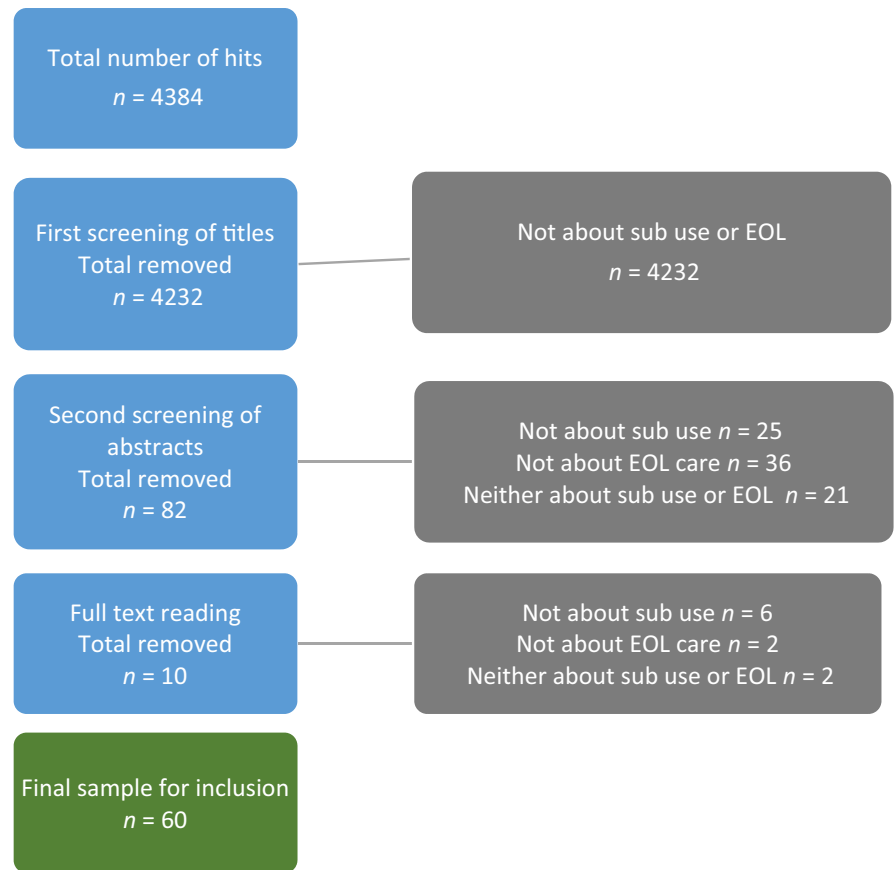 Total number of hits
n = 4384
First screening of titles
Total removed
n = 4232
Not about sub use or EOL
n = 4232
Second screening of
abstracts
Total removed
n = 82
Not about sub use n = 25
Not about EOL care n = 36
Neither about sub use or EOL n = 21
Full text reading
Total removed
n = 10
Not about sub use n = 6
Not about EOL care n = 2
Neither about sub use or EOL n = 2
Final sample for inclusion
n = 60